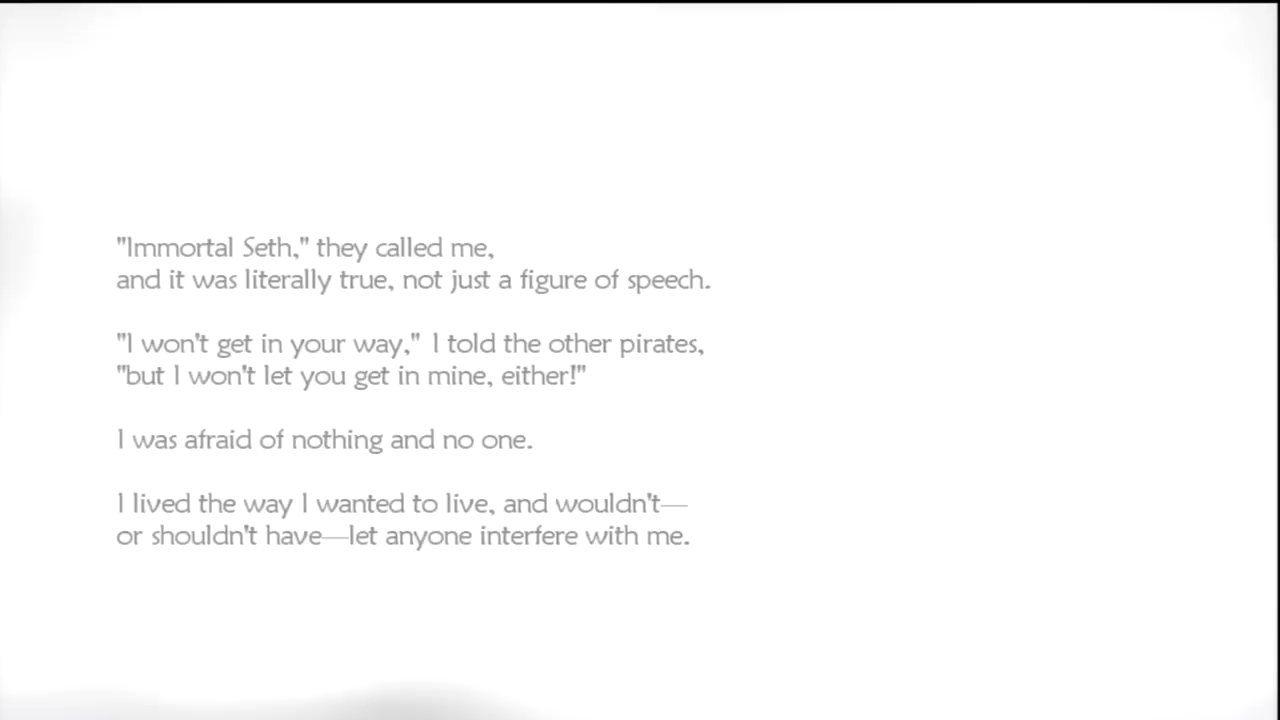 "Immortal Seth," they called me,
and it was literally true, not just a figure of speech.
"I won't get in your way," I told the other pirates,
"but I won't let you get in mine, either!"
I was afraid of nothing and no one.
I lived the way I wanted to live, and wouldn't—
or shouldn't have—let anyone interfere with me.